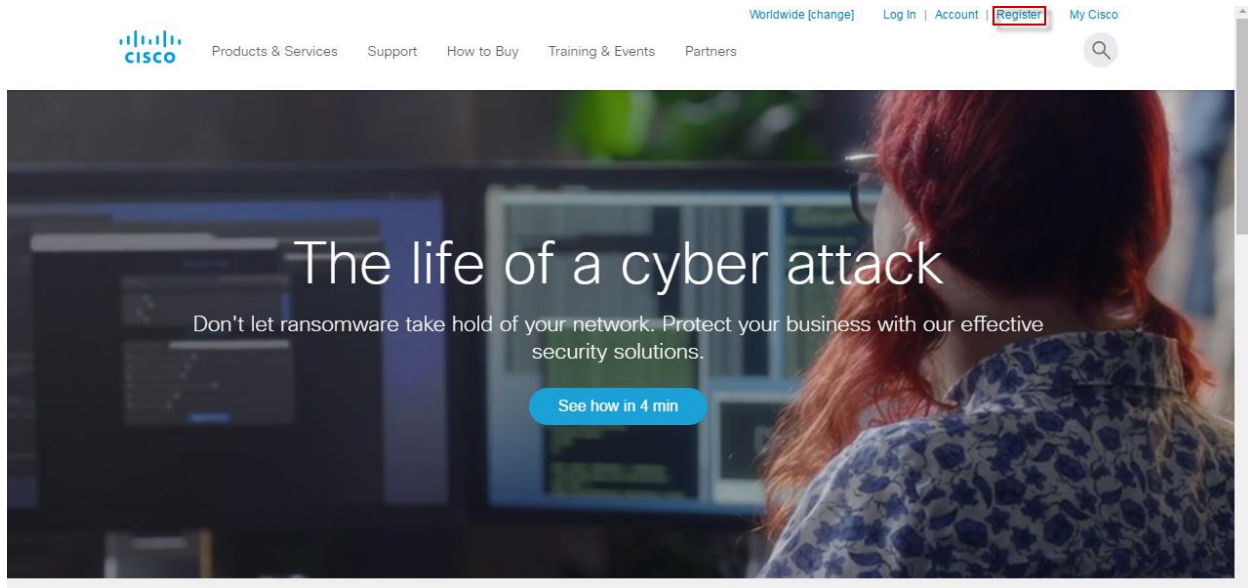 Worldwide [change] Log In | Account | Register My Cisco
CISCO Products & Services Support How to Buy Training & Events Partners
The life of a cyber attack
Don't let ransomware take hold of your network. Protect your business with our effective
security solutions.
See how in 4 min